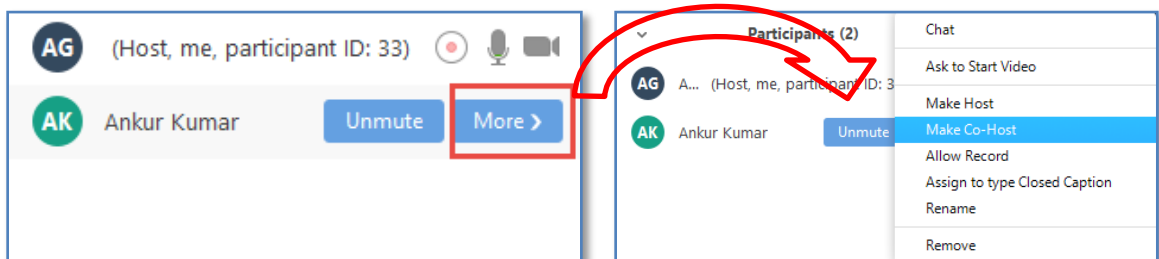 AG (Host, me, participant ID: 33)
AK Ankur Kumar Unmute More ❯
Participants (2)
AG A... (Host, me, participant ID: 3
AK Ankur Kumar Unmute
Chat
Ask to Start Video
Make Host
Make Co-Host
Allow Record
Assign to type Closed Caption
Rename
Remove